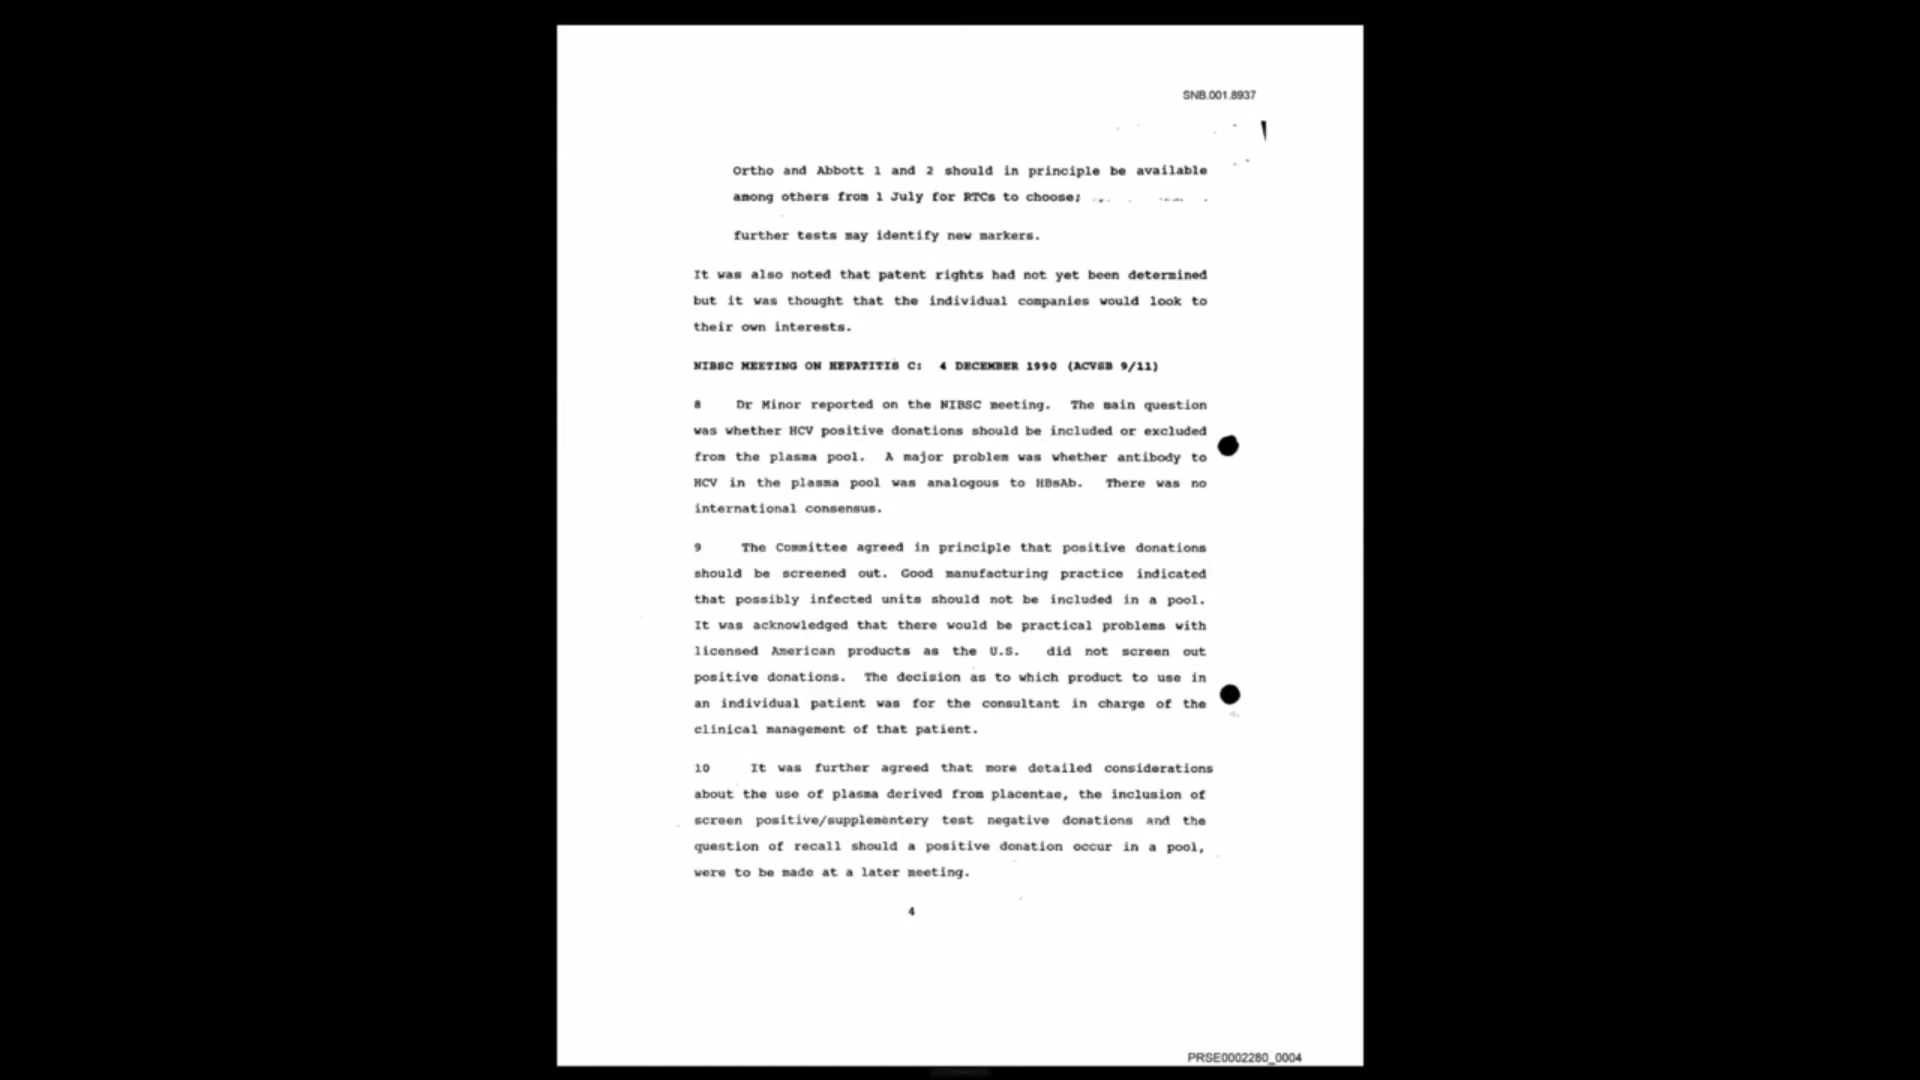 SNB.001.8937
Ortho and Abbott 1 and 2 should in principle be available
among others from 1 July for RTCs to choose;
further tests may identify new markers.
It was also noted that patent rights had not yet been determined
but it was thought that the individual companies would look to
their own interests.
NIBSC MEETING ON HEPATITIS C: 4 DECEMBER 1990 (ACVSB 9/11)
8 Dr Minor reported on the NIBSC meeting. The main question
was whether HCV positive donations should be included or excluded
from the plasma pool. A major problem was whether antibody to
HCV in the plasma pool was analogous to HBsAb. There was no
international consensus.
9 The Committee agreed in principle that positive donations
should be screened out. Good manufacturing practice indicated
that possibly infected units should not be included in a pool.
It was acknowledged that there would be practical problems with
licensed American products as the U.S. did not screen out
positive donations. The decision as to which product to use in
an individual patient was for the consultant in charge of the
clinical management of that patient.
10 It was further agreed that more detailed considerations
about the use of plasma derived from placentae, the inclusion of
screen positive/supplementery test negative donations and the
question of recall should a positive donation occur in a pool,
were to be made at a later meeting.
4
PRSE0002280_0004